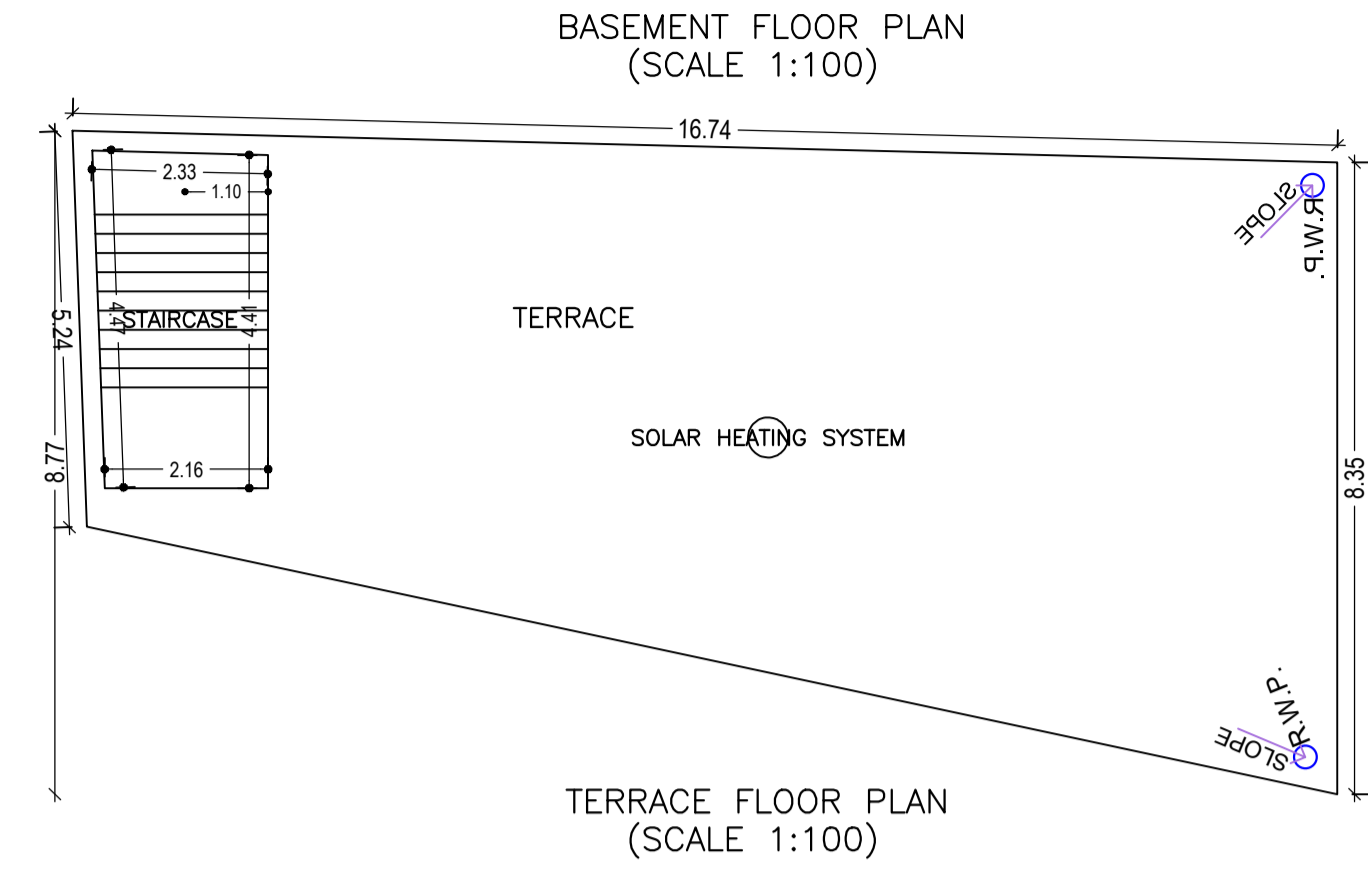 BASEMENT FLOOR PLAN
(SCALE 1:100)
16.74
2.33
1.10
SLOPE
R.W.P.
5.24
4.47
STAIRCASE
4.41
TERRACE
SOLAR HEATING SYSTEM
8.77
2.16
8.35
R.W.P.
SLOPE
TERRACE FLOOR PLAN
(SCALE 1:100)